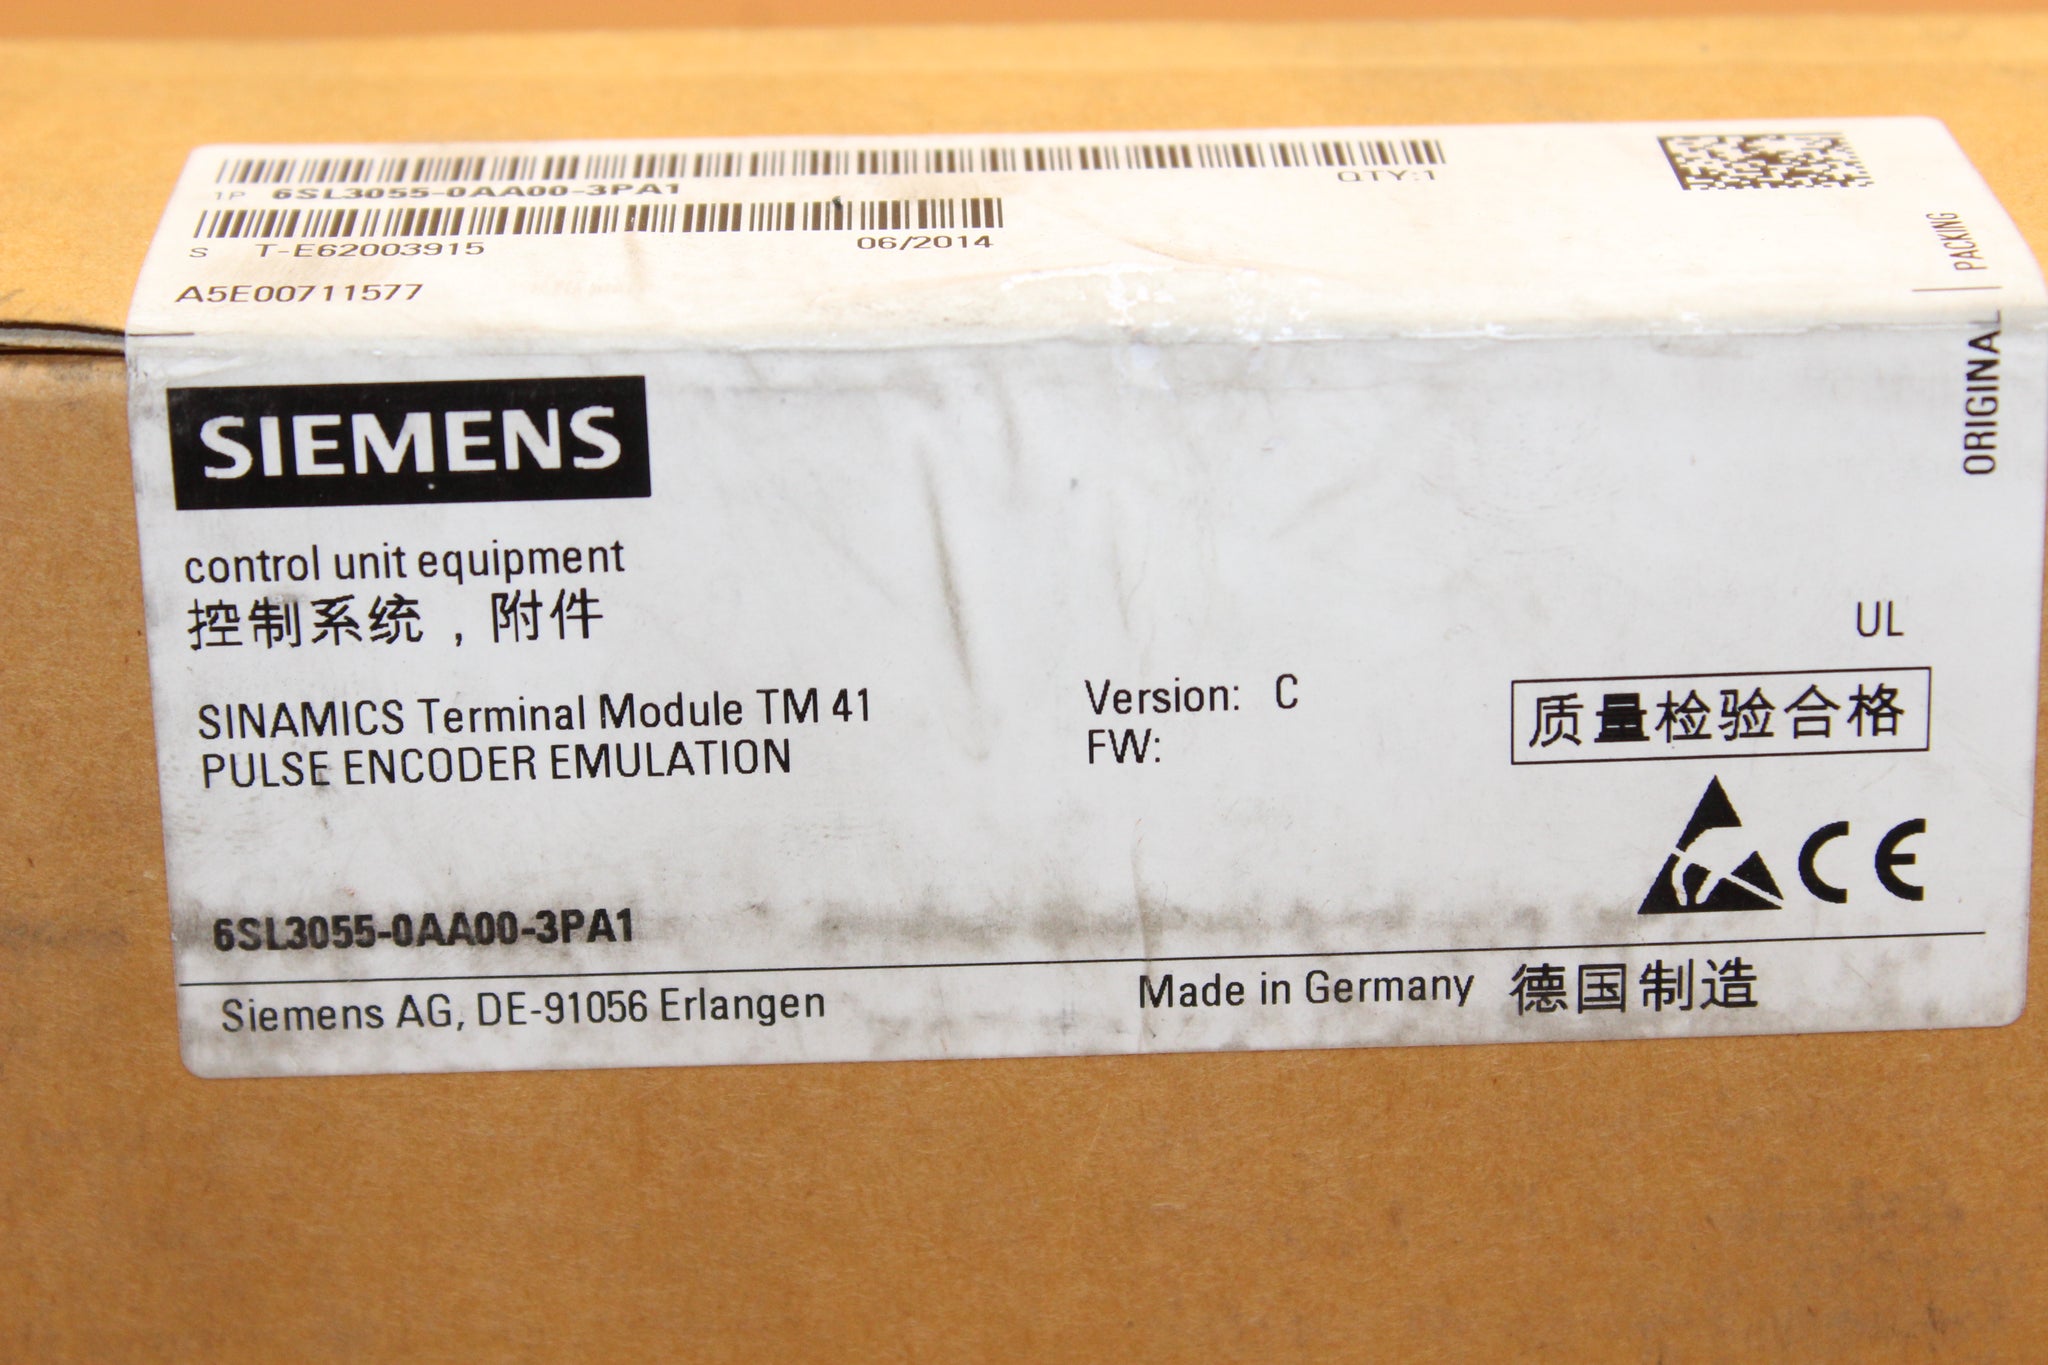 1P 6SL3055-0AA00-3PA1
QTY:1
S T-E62003915
06/2014
A5E00711577
ORIGINAL PACKING
SIEMENS
control unit equipment
控制系统，附件
SINAMICS Terminal Module TM 41
PULSE ENCODER EMULATION
Version: C
FW:
UL
质量检验合格
CE
6SL3055-0AA00-3PA1
Siemens AG, DE-91056 Erlangen
Made in Germany 德国制造